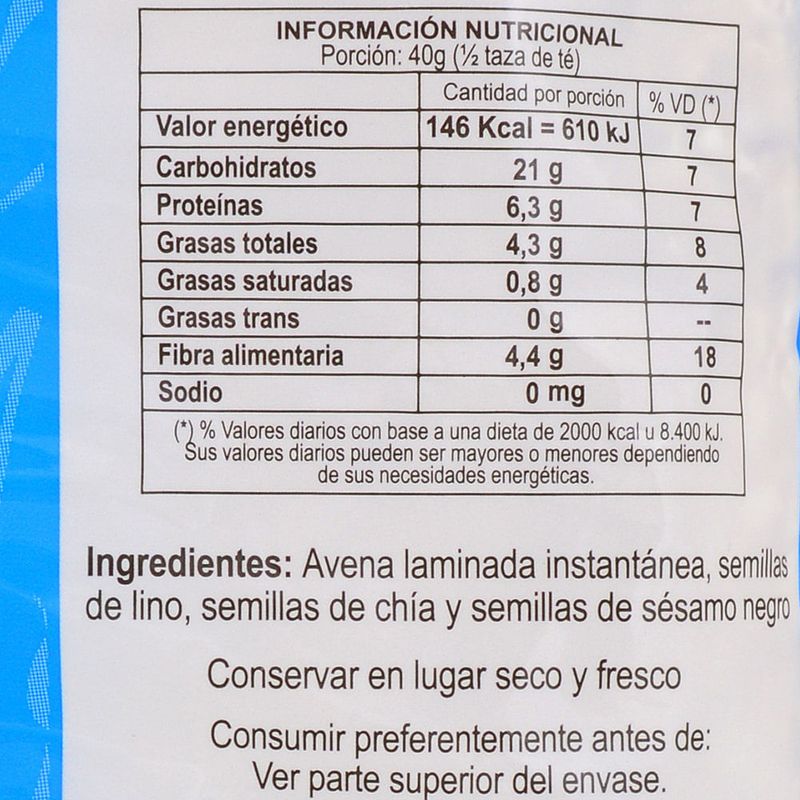 INFORMACIÓN NUTRICIONAL
Porción: 40g (½ taza de té)
Cantidad por porción % VD (*)
Valor energético 146 Kcal = 610 kJ 7
Carbohidratos 21 g 7
Proteínas 6,3 g 7
Grasas totales 4,3 g 8
Grasas saturadas 0,8 g 4
Grasas trans 0 g --
Fibra alimentaria 4,4 g 18
Sodio 0 mg 0
(*) % Valores diarios con base a una dieta de 2000 kcal u 8.400 kJ.
Sus valores diarios pueden ser mayores o menores dependiendo
de sus necesidades energéticas.
Ingredientes: Avena laminada instantánea, semillas
de lino, semillas de chía y semillas de sésamo negro
Conservar en lugar seco y fresco
Consumir preferentemente antes de:
Ver parte superior del envase.